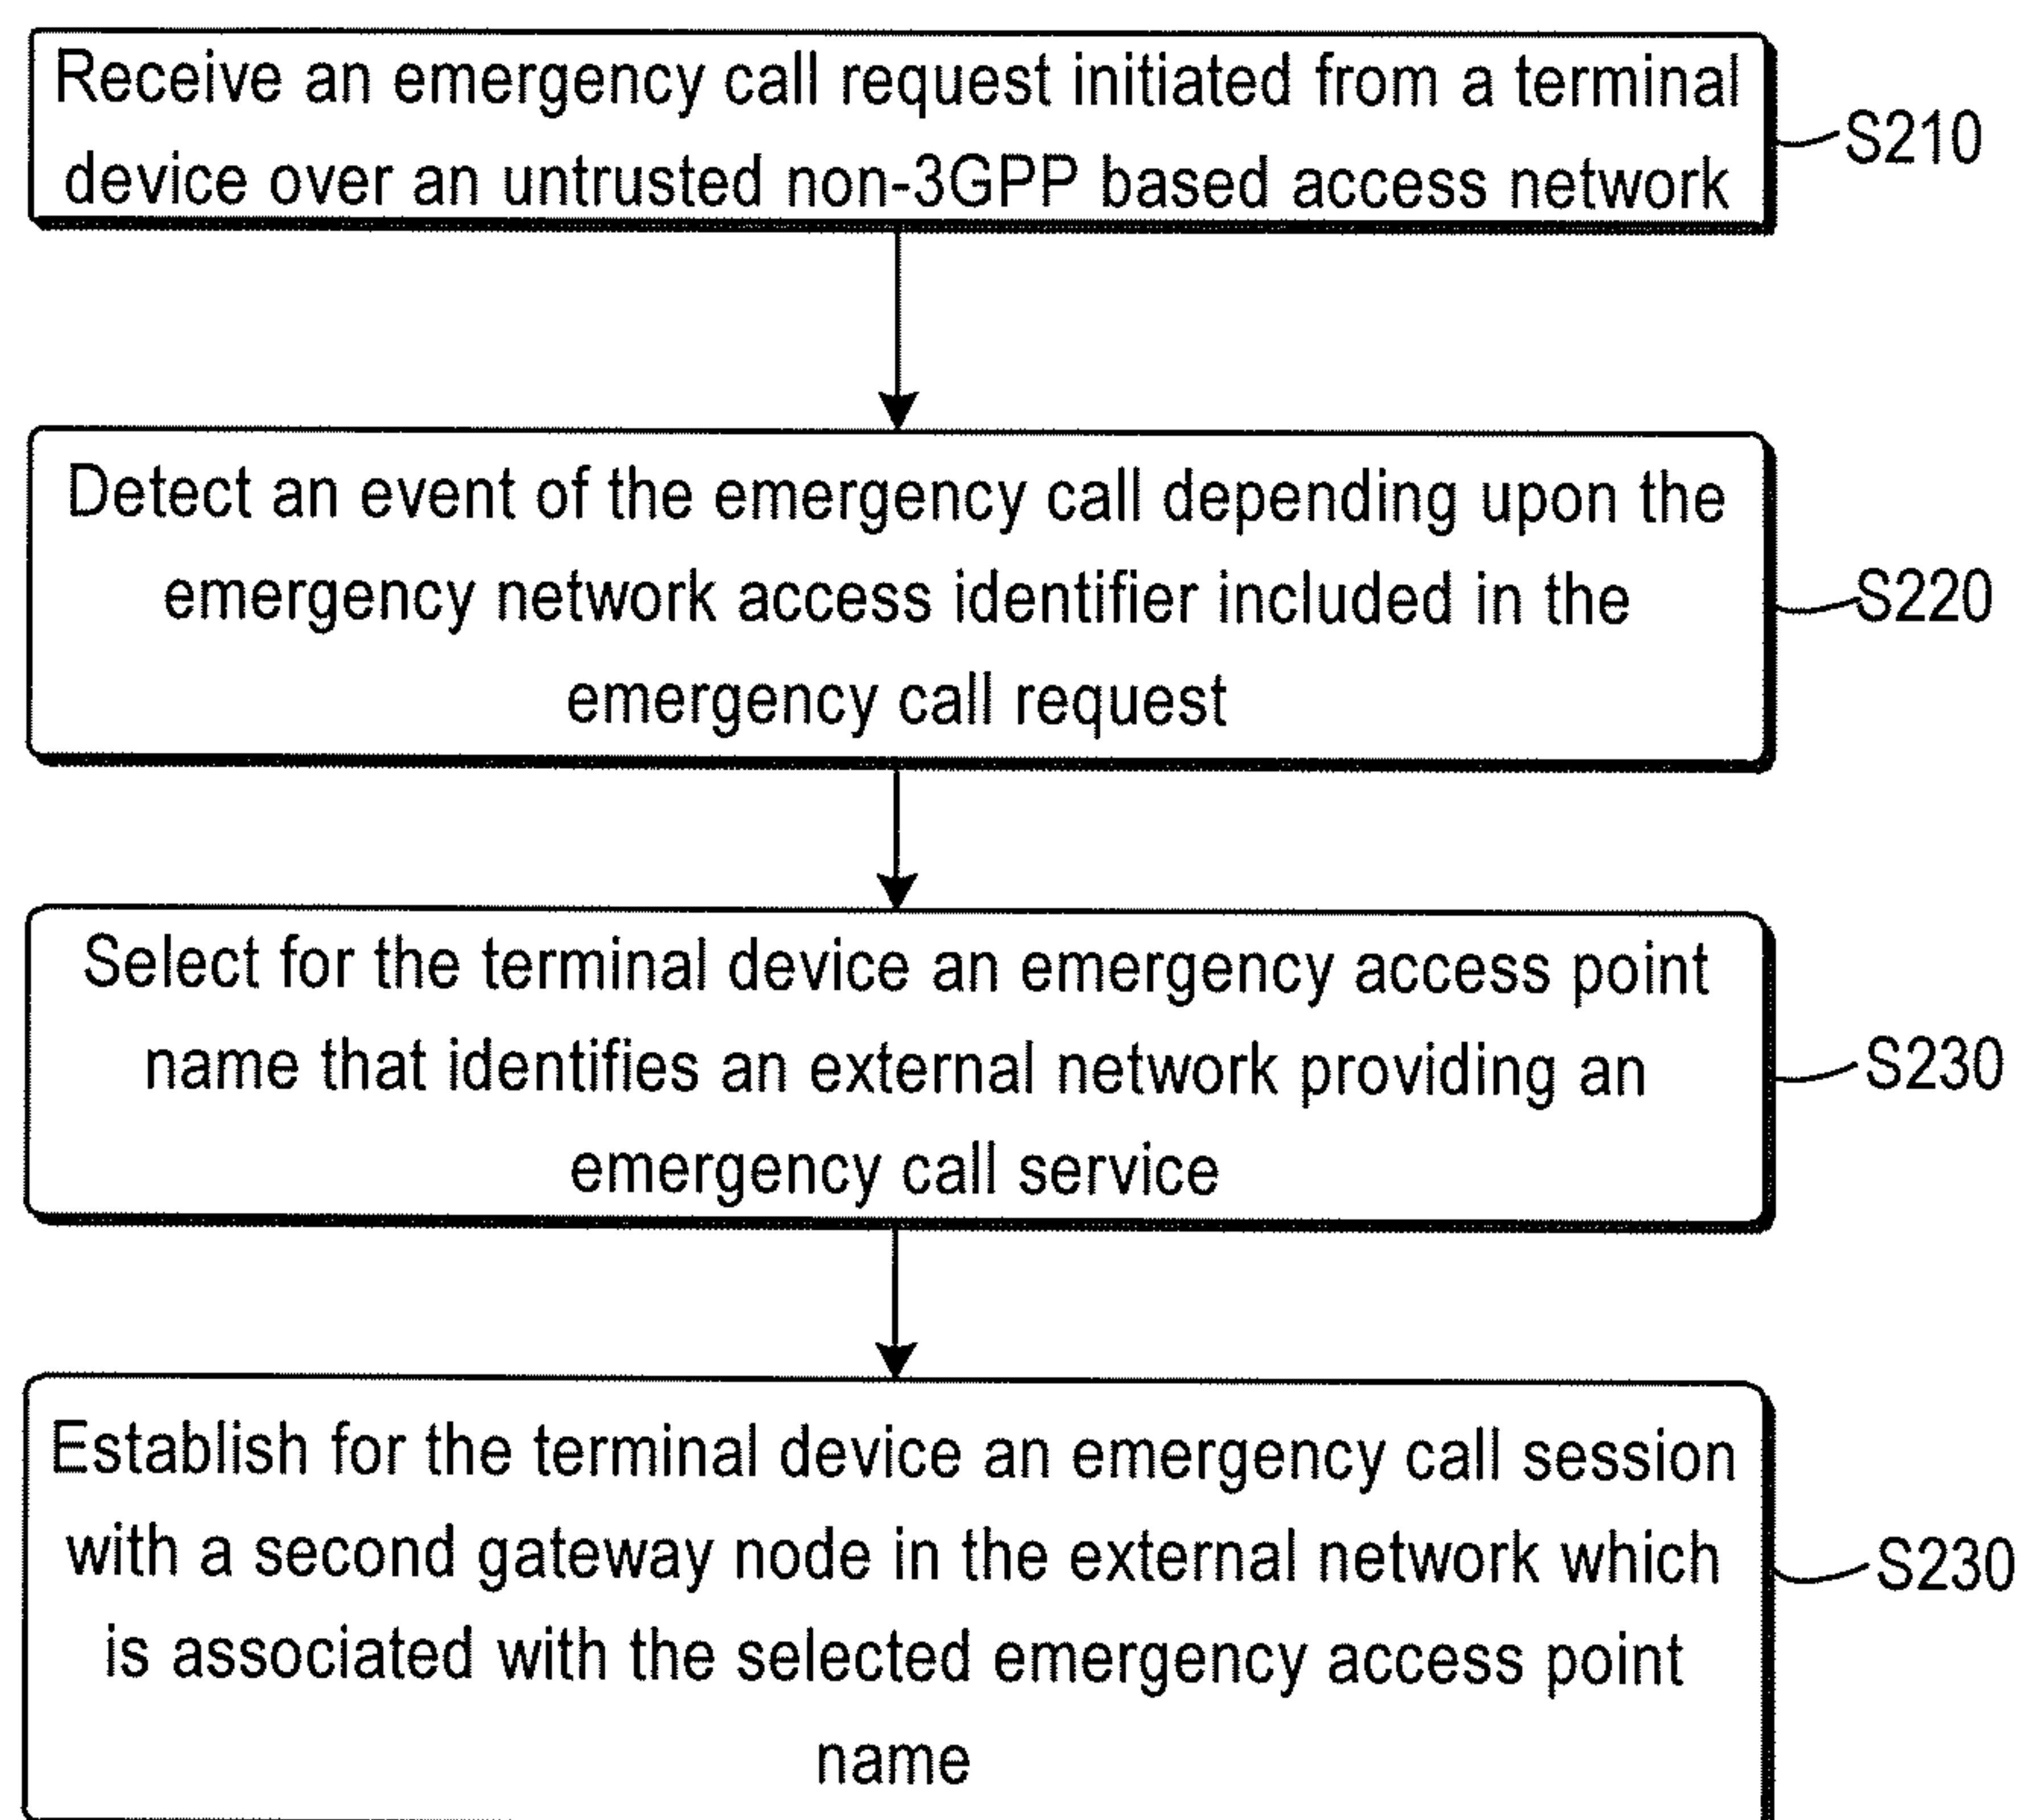 Receive an emergency call request initiated from a terminal
device over an untrusted non-3GPP based access network
S210
Detect an event of the emergency call depending upon the
emergency network access identifier included in the
emergency call request
S220
Select for the terminal device an emergency access point
name that identifies an external network providing an
emergency call service
S230
Establish for the terminal device an emergency call session
with a second gateway node in the external network which
is associated with the selected emergency access point
name
S230